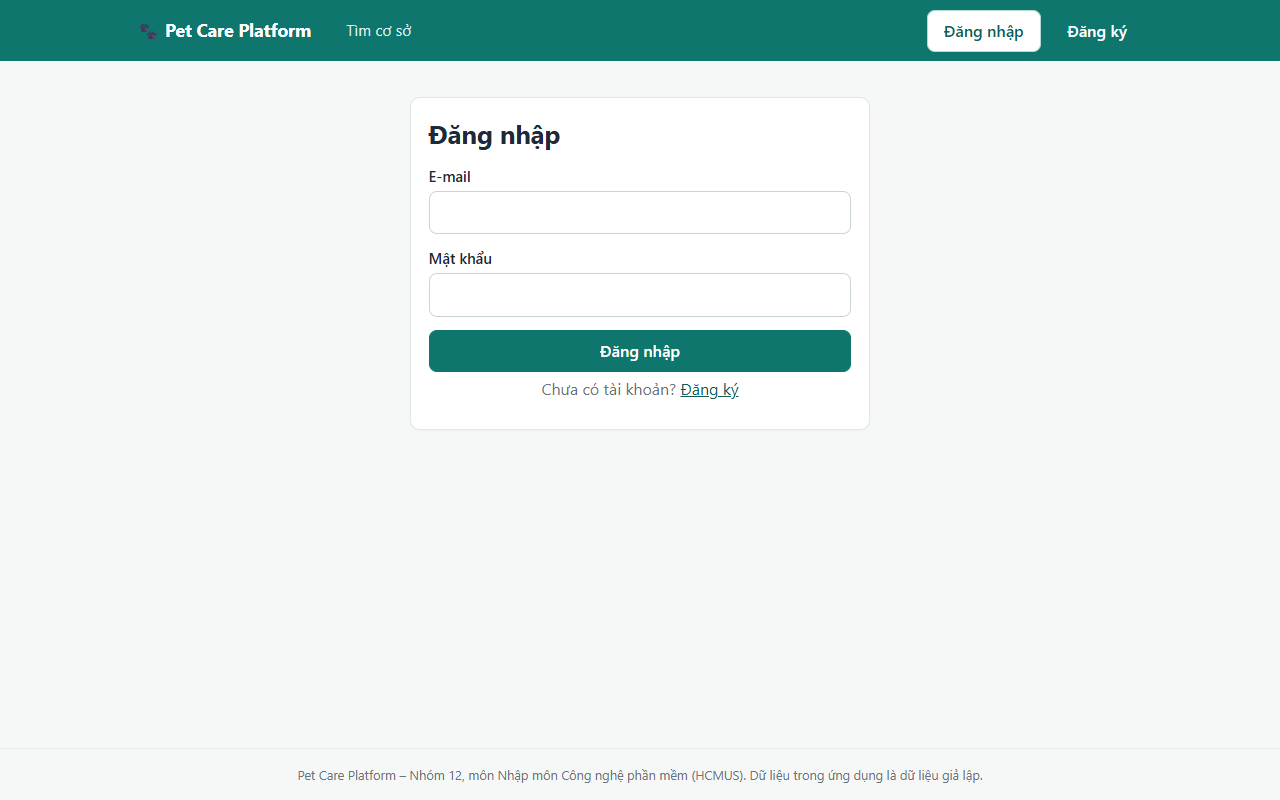 Pet Care Platform Tìm cơ sở Đăng nhập Đăng ký
Đăng nhập
E-mail
Mật khẩu
Đăng nhập
Chưa có tài khoản? Đăng ký
Pet Care Platform – Nhóm 12, môn Nhập môn Công nghệ phần mềm (HCMUS). Dữ liệu trong ứng dụng là dữ liệu giả lập.